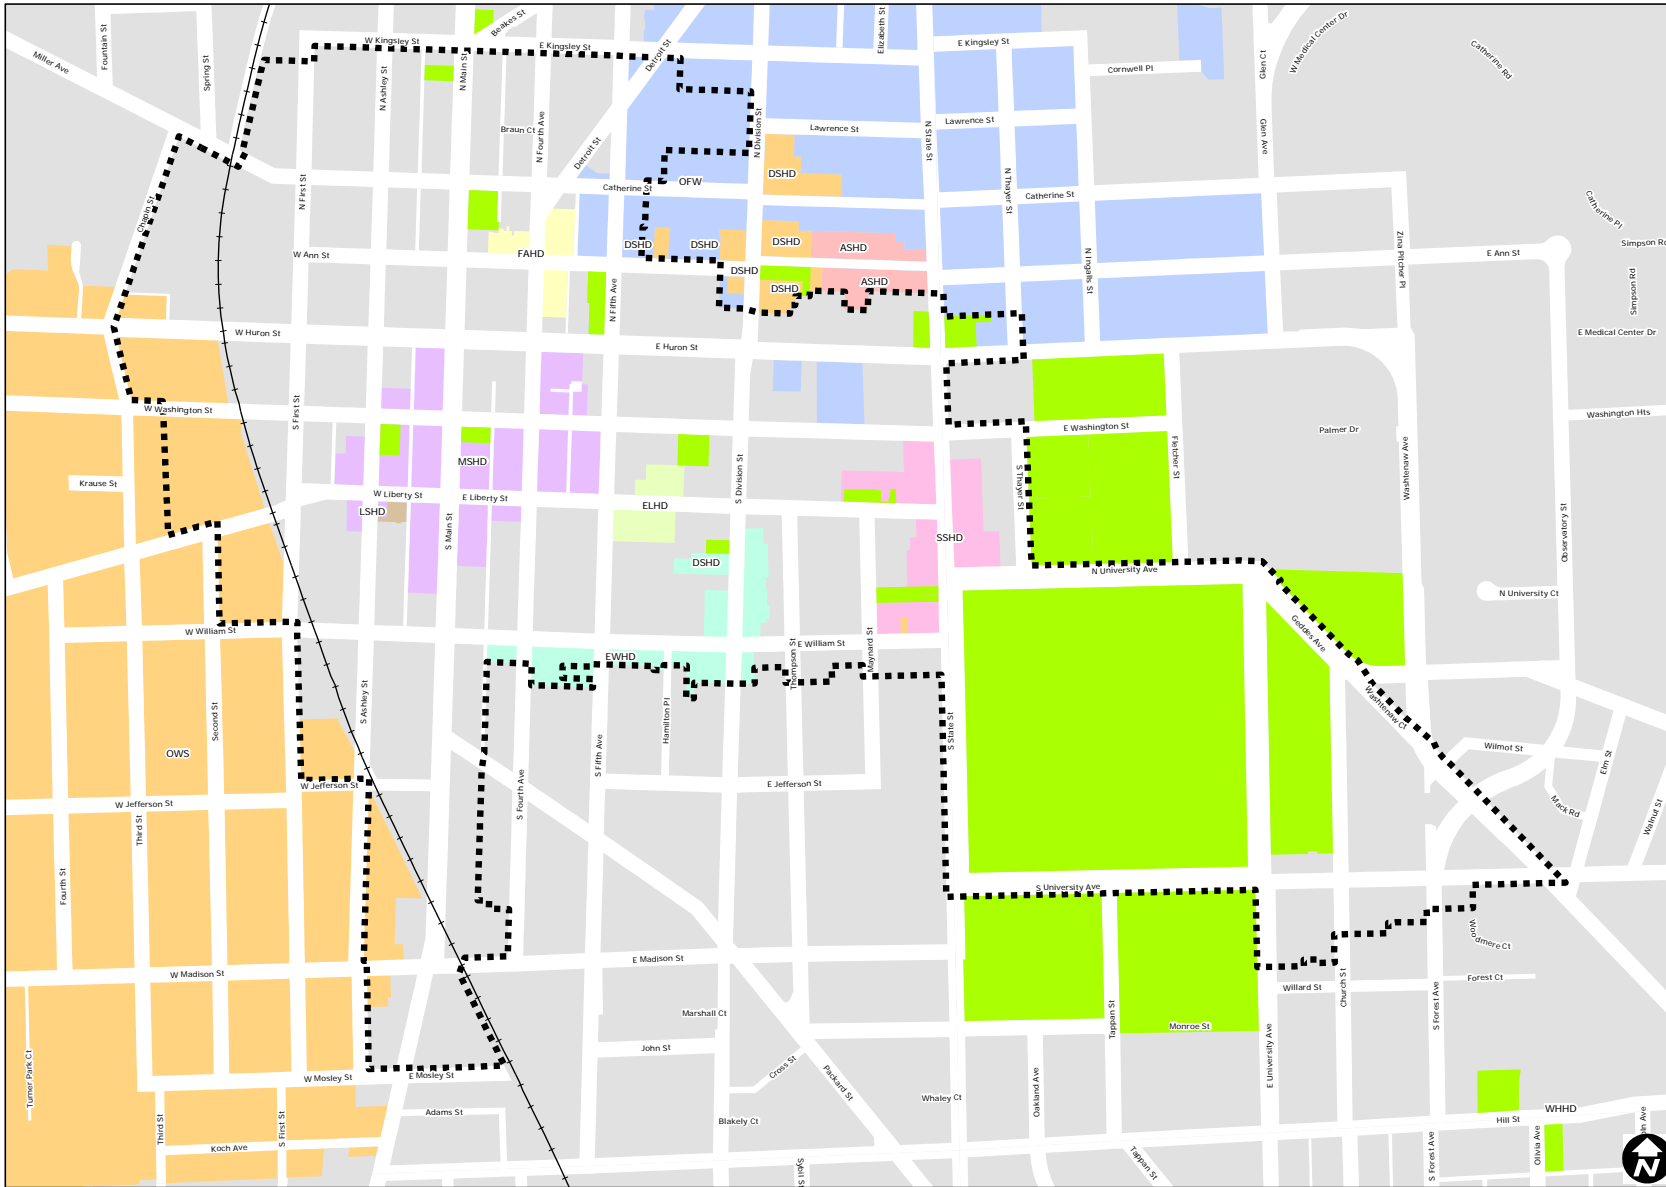 Fountain St
Spring St
Miller Ave
W Kingsley St
N Ashley St
N Main St
Beakes St
E Kingsley St
Detroit St
Elizabeth St
E Kingsley St
Cornwell Pl
Glen Ct
W Medical Center Dr
Catherine Rd
Braun Ct
N Fourth Ave
Detroit St
N Division St
Lawrence St
N State St
Lawrence St
Glen Ave
Chapin St
N First St
Catherine St
OFW
DSHD
N Thayer St
Catherine St
Catherine Pl
Simpson Rd
W Ann St
FAHD
DSHD
DSHD
DSHD
ASHD
N Ingalls St
Zina Pitcher Pl
E Ann St
Simpson Rd
DSHD
DSHD
ASHD
N Fifth Ave
W Huron St
E Huron St
E Medical Center Dr
W Washington St
S First St
E Washington St
Palmer Dr
Washington Hts
Krause St
MSHD
S Division St
Fletcher St
Washtenaw Ave
W Liberty St
E Liberty St
LSHD
ELHD
S Thayer St
S Main St
SSHD
Observatory St
DSHD
N University Ave
N University Ct
W William St
E William St
Geddes Ave
EWHD
Thompson St
Maynard St
S Ashley St
Second St
Hamilton Pl
S State St
Washtenaw Ct
OWS
S Fifth Ave
Wilmot St
Elm St
W Jefferson St
E Jefferson St
S Fourth Ave
W Jefferson St
Third St
Mack Rd
Walnut St
Fourth St
S University Ave
Woo
dmere Ct
W Madison St
E Madison St
Forest Ct
Willard St
Church St
S Forest Ave
Marshall Ct
Tappan St
Monroe St
John St
E University Ave
Turner Park Ct
W Mosley St
E Mosley St
Cross St
Packard St
Oakland Ave
Whaley Ct
Adams St
Blakely Ct
WHHD
Hill St
Third St
S First St
Koch Ave
Sybil St
Tappan St
S Forest Ave
Olivia Ave
oln Ave
N